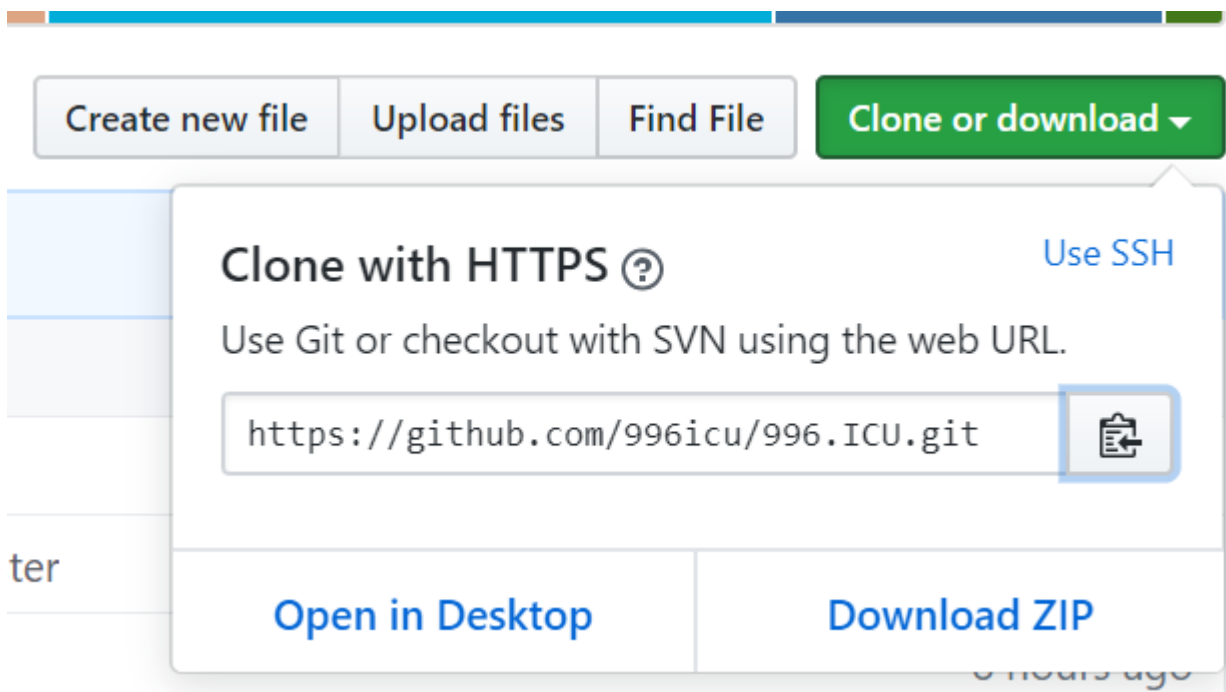 Create new file Upload files Find File Clone or download
Clone with HTTPS Use SSH
Use Git or checkout with SVN using the web URL.
https://github.com/996icu/996.ICU.git
ter
Open in Desktop Download ZIP
hours ago